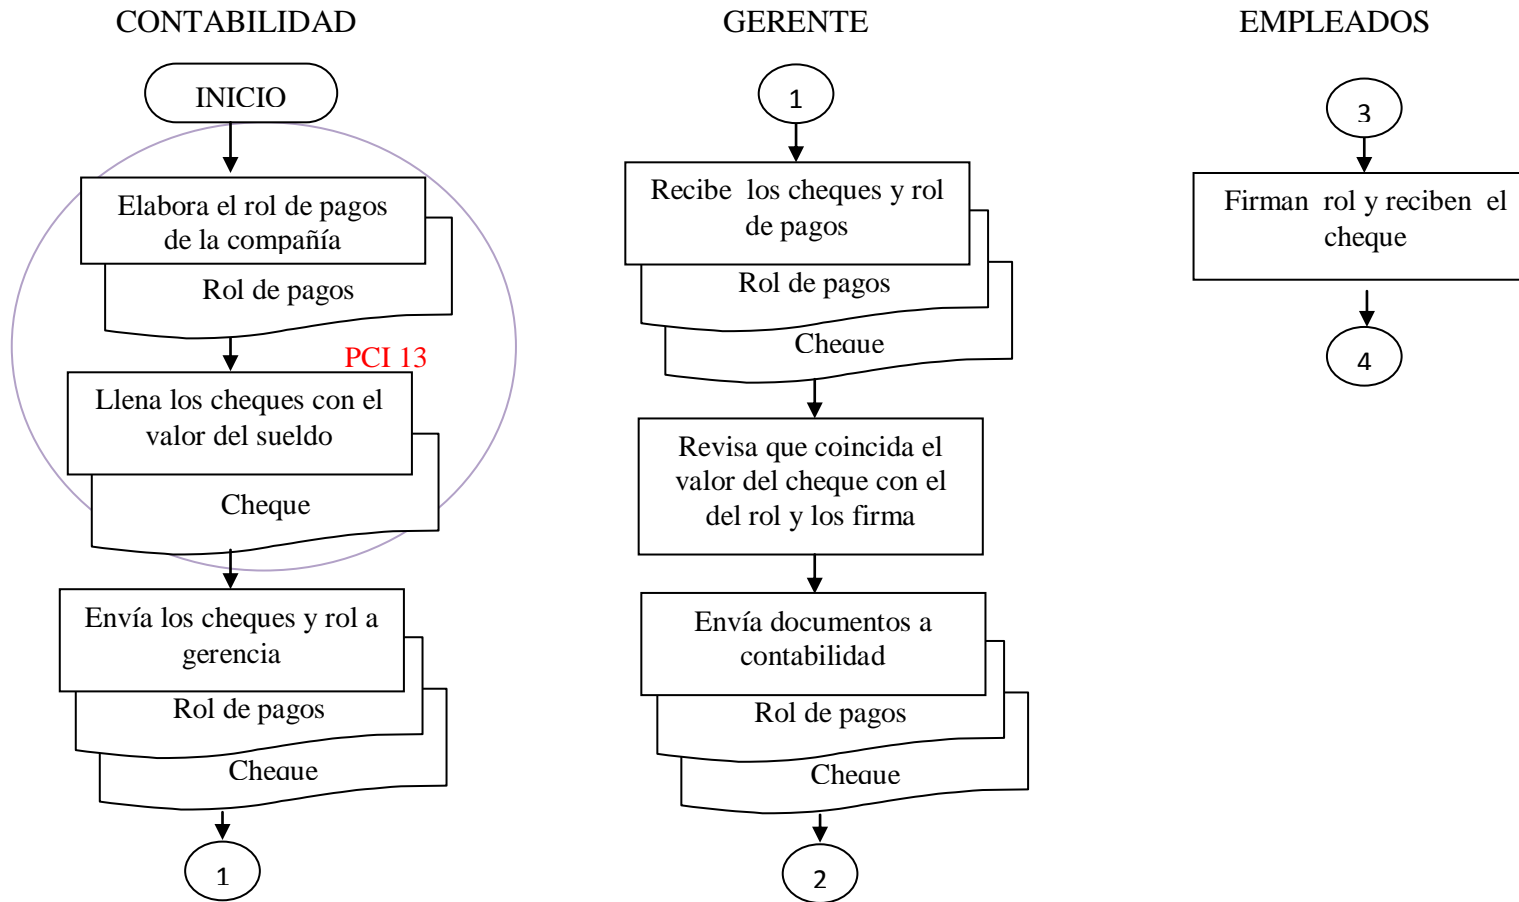 CONTABILIDAD
INICIO
Elabora el rol de pagos
de la compañía
Rol de pagos
PCI 13
Llena los cheques con el
valor del sueldo
Cheque
Envía los cheques y rol a
gerencia
Rol de pagos
Cheque
1
GERENTE
1
Recibe los cheques y rol
de pagos
Rol de pagos
Cheque
Revisa que coincida el
valor del cheque con el
del rol y los firma
Envía documentos a
contabilidad
Rol de pagos
Cheque
2
EMPLEADOS
3
Firman rol y reciben el
cheque
4